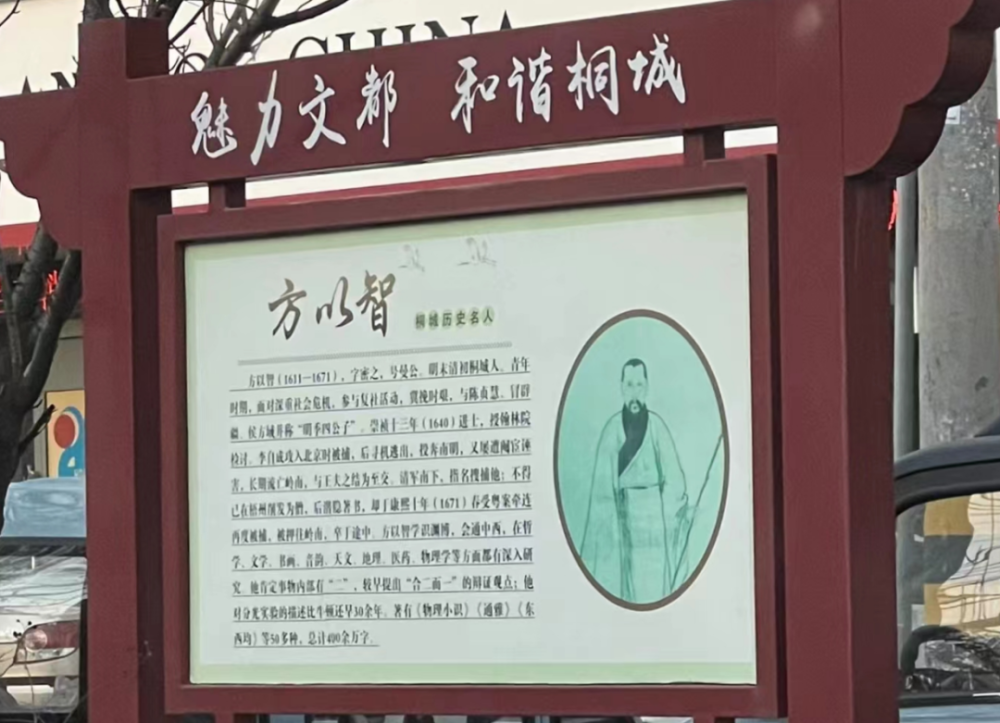 CHINA
魅力文都 和谐桐城
方以智 桐城历史名人
方以智（1611—1671），字密之，号曼公。明末清初桐城人。青年
时期，面对深重社会危机，参与复社活动，赏挽时艰，与陈贞慧、冒辟
疆、侯方域并称“明季四公子”。崇祯十三年（1640）进士，授翰林院
检讨。李自成攻入北京时被捕，后寻机逃出，投奔南明，又屡遭阉宦诬
害，长期流亡岭南，与王夫之结为至交。清军南下，指名搜捕他；不得
已在梧州削发为僧，后潜隐著书，却于康熙十年（1671）春受粤案牵连
再度被捕，被押往岭南，卒于途中。方以智学识渊博，会通中西，在哲
学、文学、书画、音韵、天文、地理、医药、物理学等方面都有深入研
究。他肯定事物内部有“二”，较早提出“合二而一”的辩证观点；他
对分光实验的描述比牛顿还早30余年。著有《物理小识》《通雅》《东
西均》等50多种，总计400余万字。